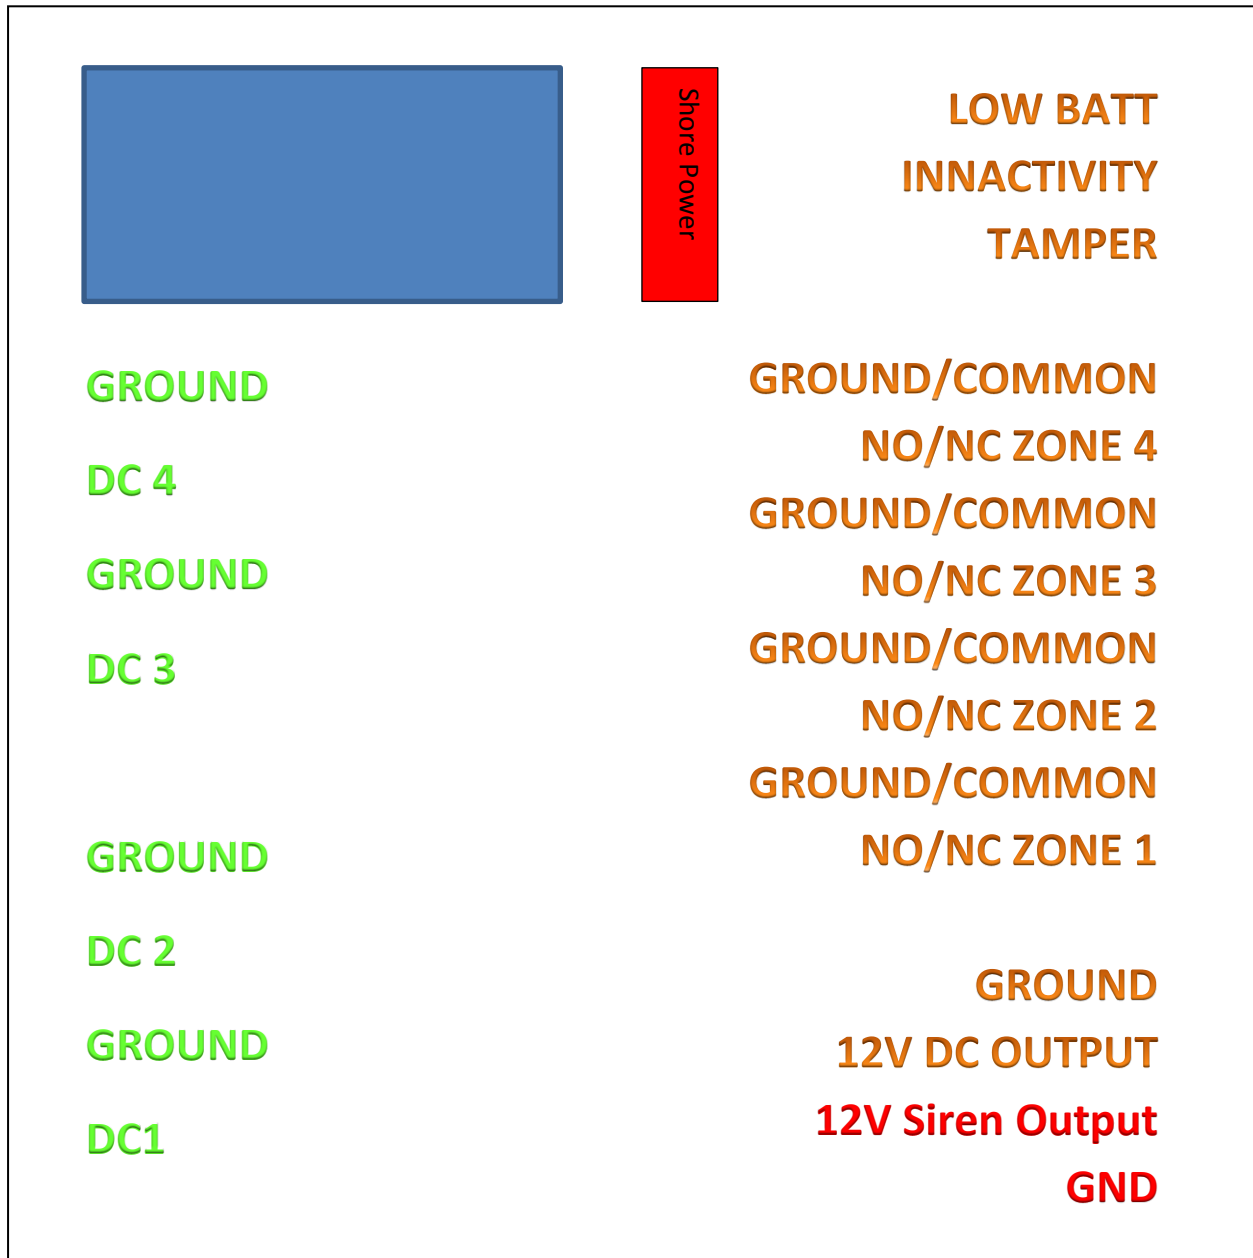 Shore Power
LOW BATT
INNACTIVITY
TAMPER
GROUND
DC 4
GROUND
DC 3
GROUND
DC 2
GROUND
DC1
GROUND/COMMON
NO/NC ZONE 4
GROUND/COMMON
NO/NC ZONE 3
GROUND/COMMON
NO/NC ZONE 2
GROUND/COMMON
NO/NC ZONE 1
GROUND
12V DC OUTPUT
12V Siren Output
GND